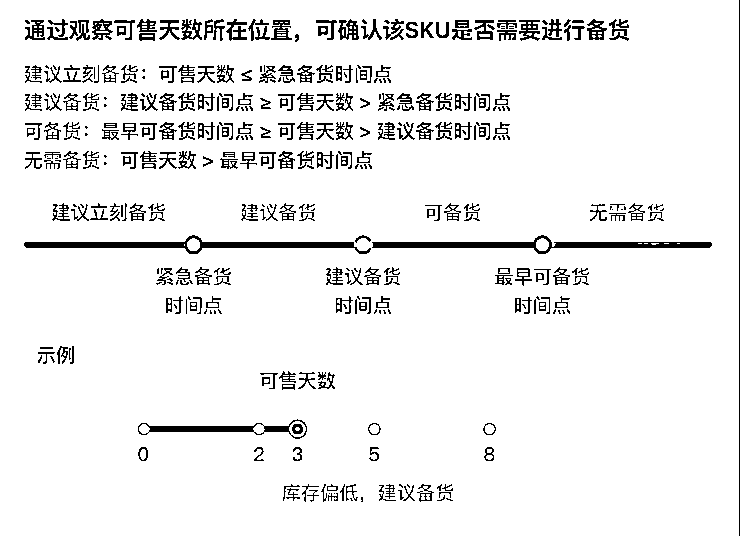 通过观察可售天数所在位置，可确认该SKU是否需要进行备货
建议立刻备货：可售天数 ≤ 紧急备货时间点
建议备货：建议备货时间点 ≥ 可售天数 > 紧急备货时间点
可备货：最早可备货时间点 ≥ 可售天数 > 建议备货时间点
无需备货：可售天数 > 最早可备货时间点
建议立刻备货 建议备货 可备货 无需备货
紧急备货 建议备货 最早可备货
时间点 时间点 时间点
示例
可售天数
0 2 3 5 8
库存偏低，建议备货